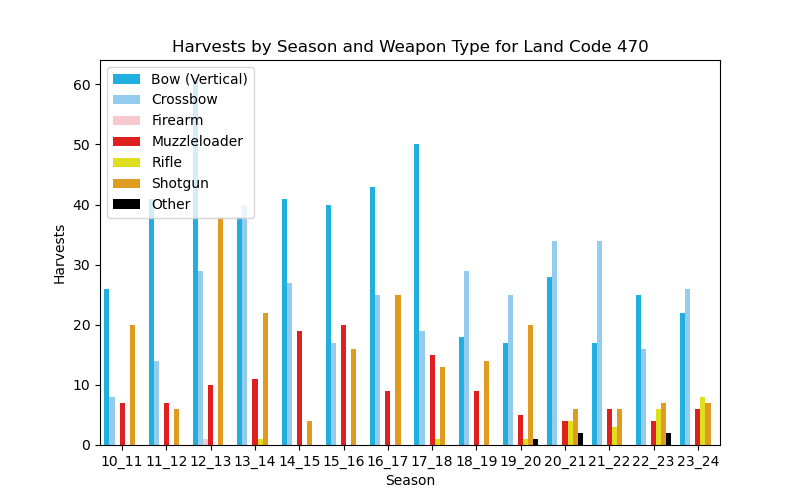 Harvests by Season and Weapon Type for Land Code 470
Bow (Vertical)
Crossbow
Firearm
Muzzleloader
Rifle
Shotgun
Other
Harvests
60
50
40
30
20
10
0
10_11 11_12 12_13 13_14 14_15 15_16 16_17 17_18 18_19 19_20 20_21 21_22 22_23 23_24
Season